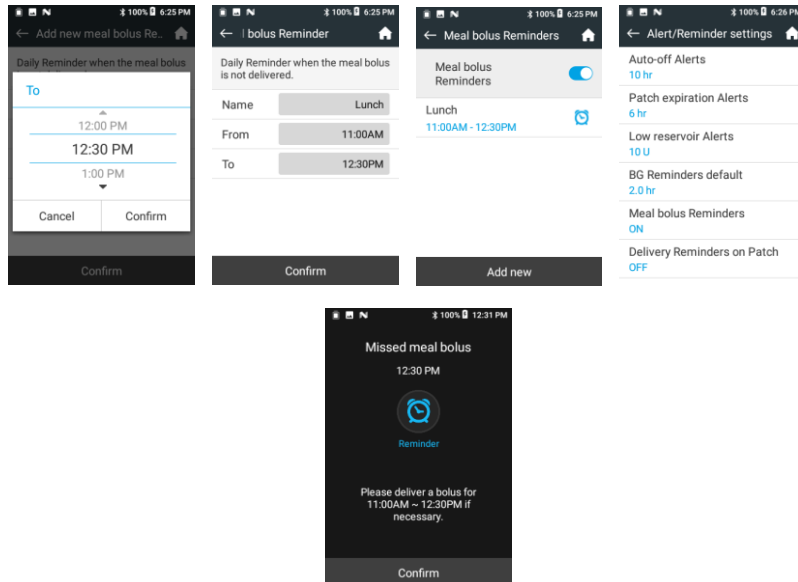 100% 6:25 PM
← Add new meal bolus Re..
Daily Reminder when the meal bolus
To
12:00 PM
12:30 PM
1:00 PM
Cancel Confirm
Confirm
100% 6:25 PM
← l bolus Reminder
Daily Reminder when the meal bolus
is not delivered.
Name Lunch
From 11:00AM
To 12:30PM
Confirm
100% 6:25 PM
← Meal bolus Reminders
Meal bolus
Reminders
Lunch
11:00AM - 12:30PM
Add new
100% 6:26 PM
← Alert/Reminder settings
Auto-off Alerts
10 hr
Patch expiration Alerts
6 hr
Low reservoir Alerts
10 U
BG Reminders default
2.0 hr
Meal bolus Reminders
ON
Delivery Reminders on Patch
OFF
100% 12:31 PM
Missed meal bolus
12:30 PM
Reminder
Please deliver a bolus for
11:00AM ~ 12:30PM if
necessary.
Confirm